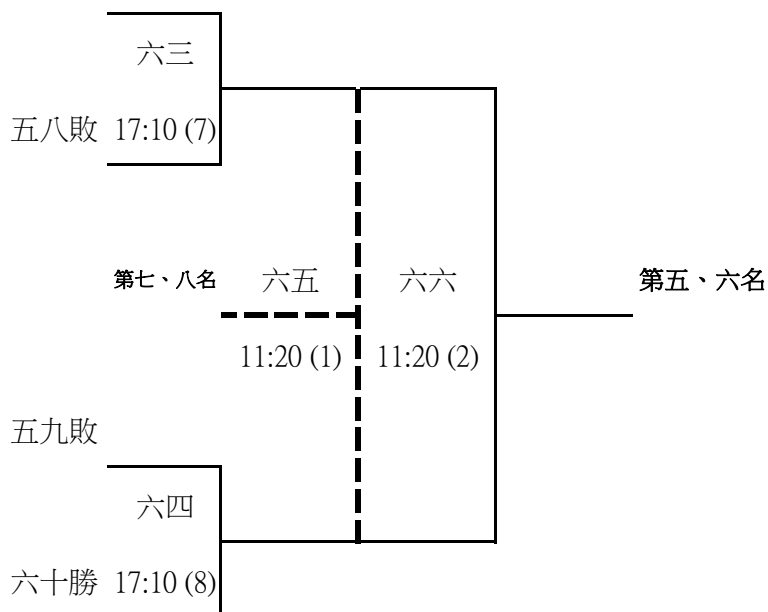 六三
五八敗 17:10 (7)
第七、八名 六五 六六 第五、六名
11:20 (1) 11:20 (2)
五九敗
六四
六十勝 17:10 (8)